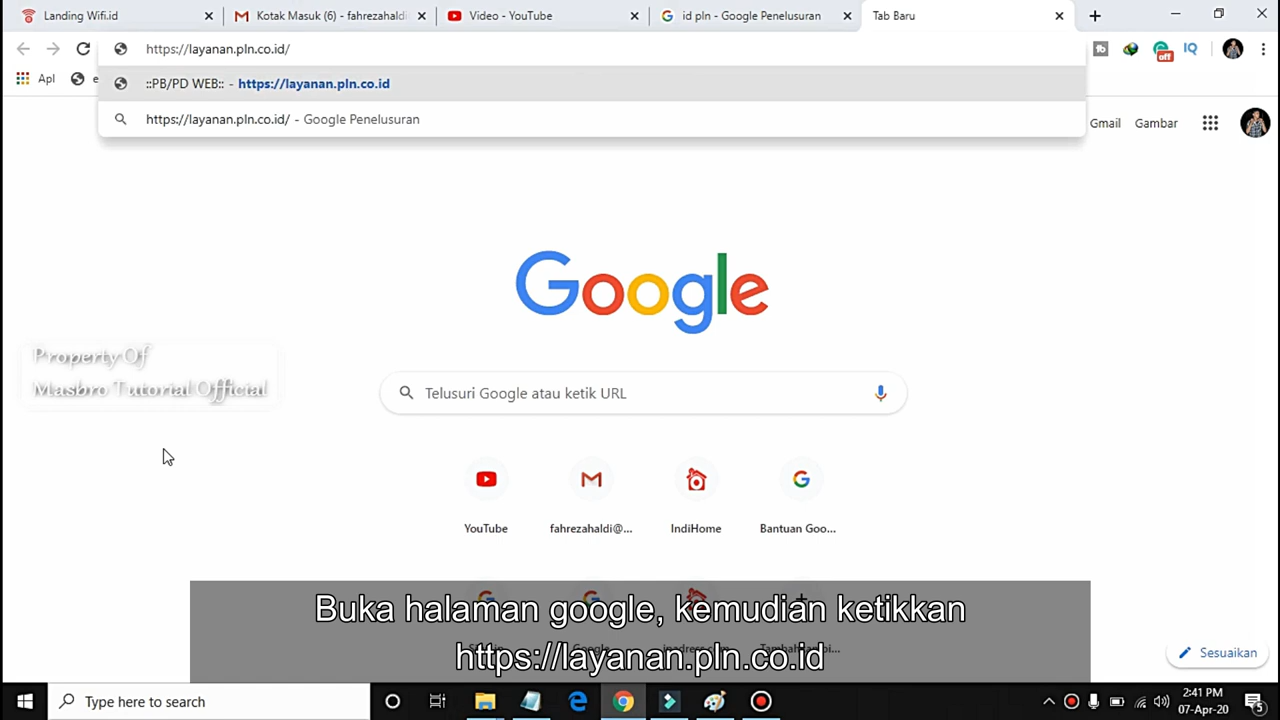 Landing Wifi.id
Kotak Masuk (6) - fahrezahaldi
Video - YouTube
id pln - Google Penelusuran
Tab Baru
https://layanan.pln.co.id/
off
IQ
Apl
e
::PB/PD WEB:: - https://layanan.pln.co.id
https://layanan.pln.co.id/ - Google Penelusuran
Gmail
Gambar
Google
Property Of
Masbro Tutorial Official
Telusuri Google atau ketik URL
YouTube
fahrezahaldi@...
IndiHome
Bantuan Goo...
Buka halaman google, kemudian ketikkan
https://layanan.pln.co.id
Sesuaikan
Type here to search
2:41 PM
07-Apr-20
5